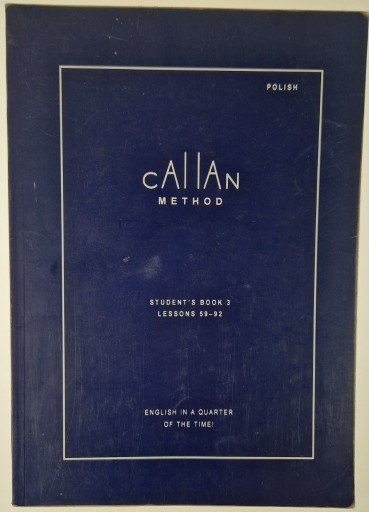 POLISH
CALLAN
METHOD
STUDENT'S BOOK 3
LESSONS 59–92
ENGLISH IN A QUARTER
OF THE TIME!